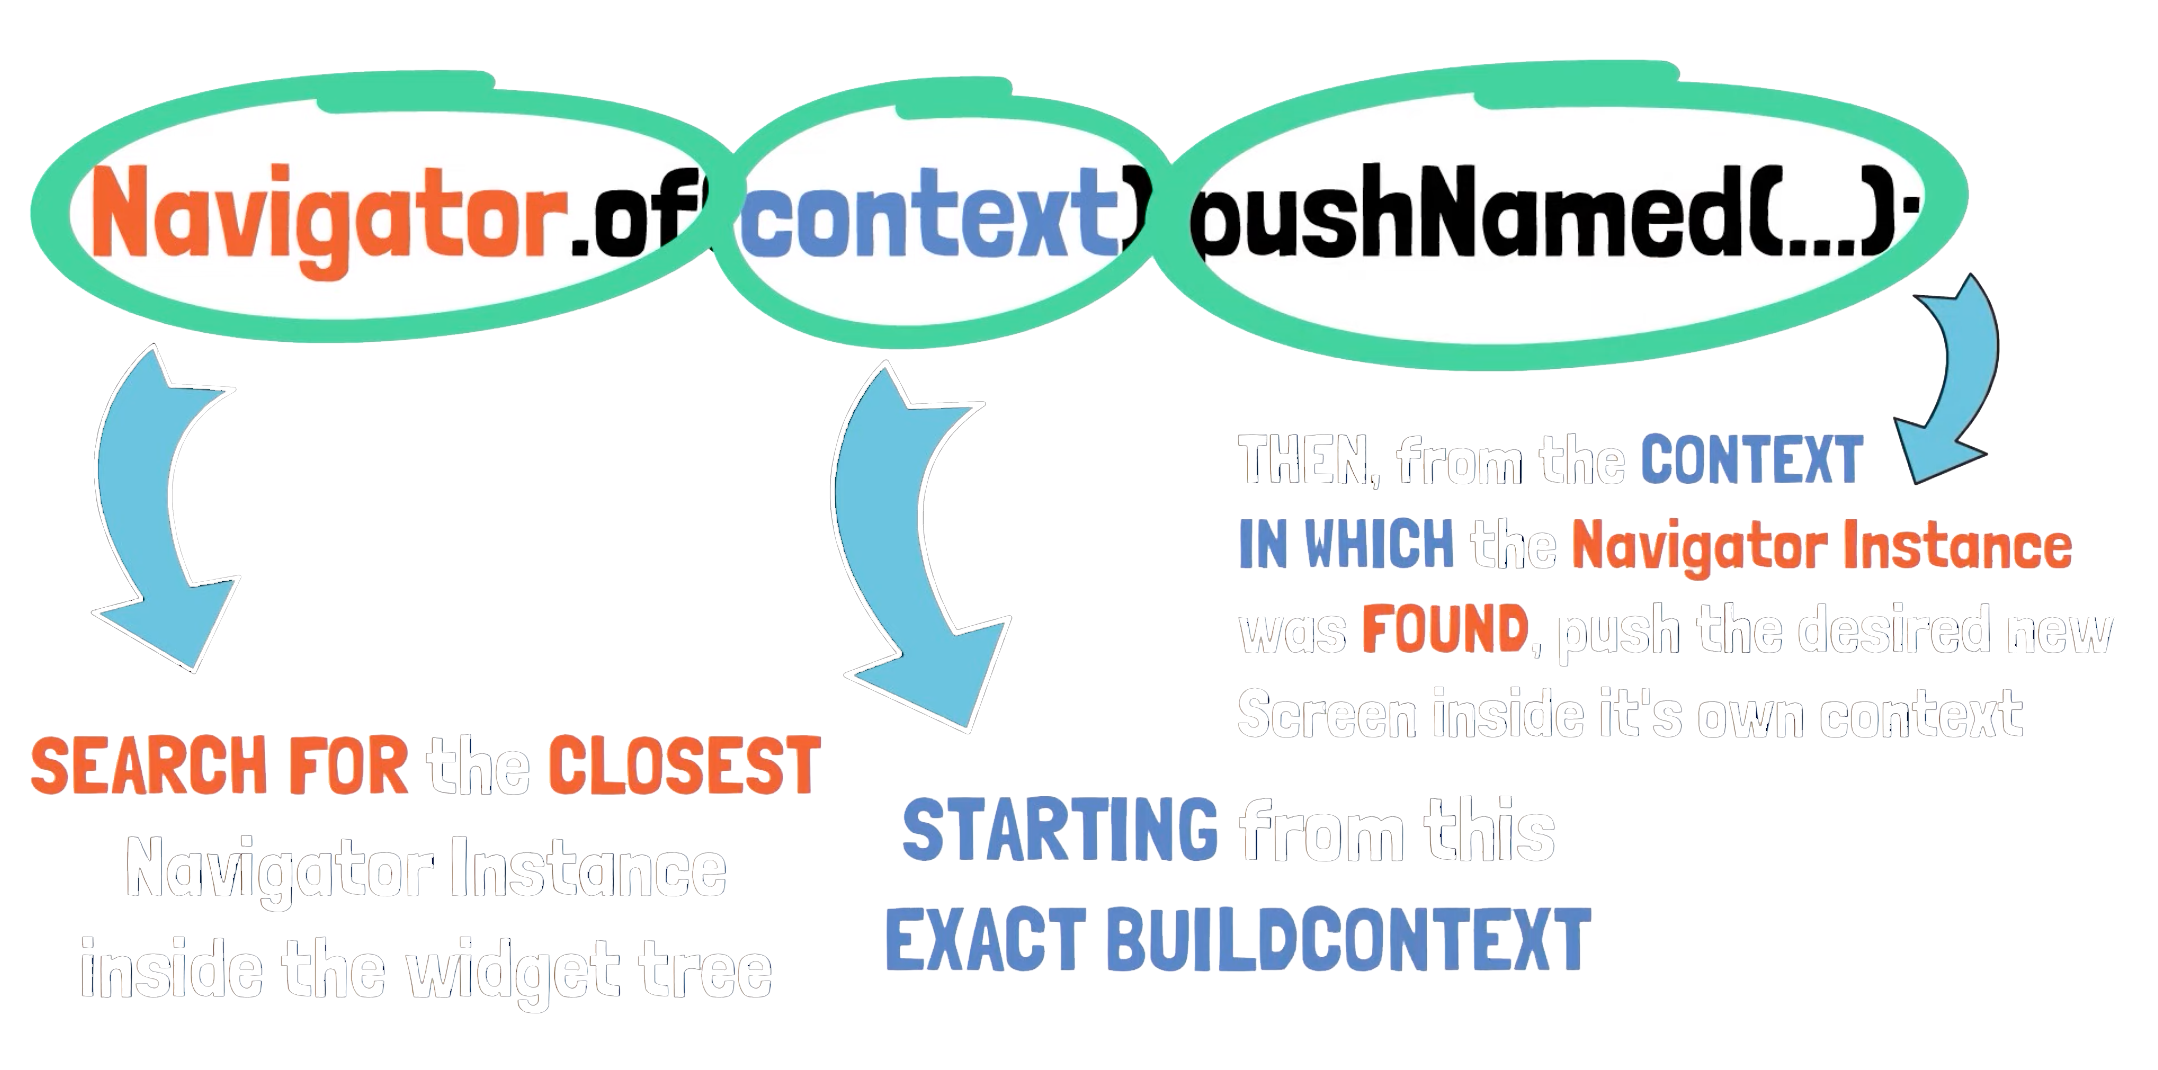 Navigator.of(context).pushNamed(...);
SEARCH FOR the CLOSEST
Navigator Instance
inside the widget tree
STARTING from this
EXACT BUILDCONTEXT
THEN, from the CONTEXT
IN WHICH the Navigator Instance
was FOUND, push the desired new
Screen inside it's own context